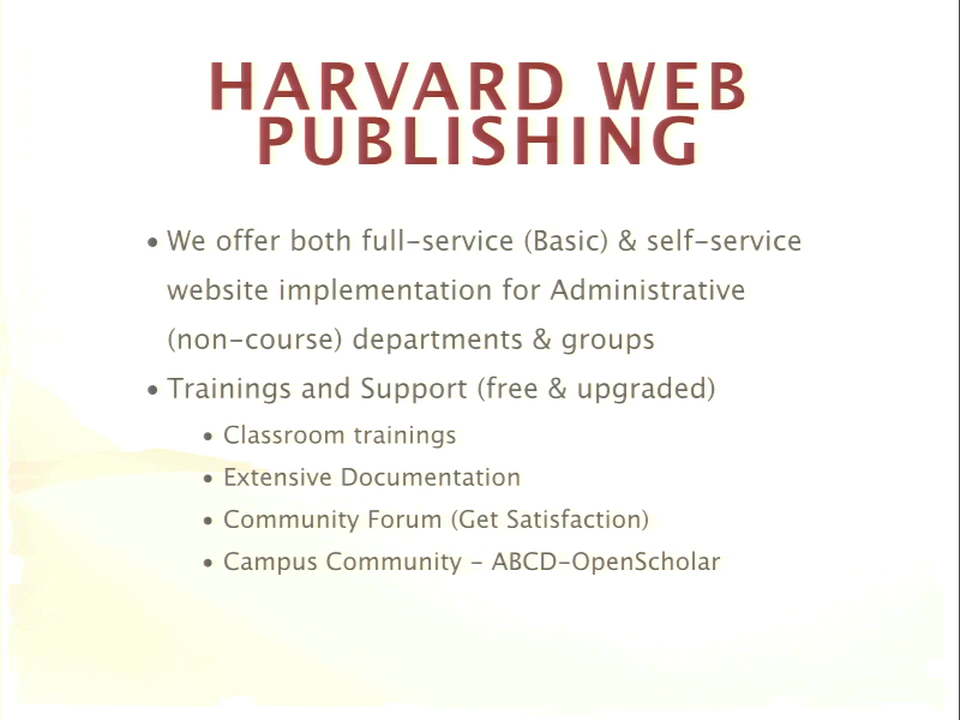 HARVARD WEB
PUBLISHING
• We offer both full-service (Basic) & self-service
website implementation for Administrative
(non-course) departments & groups
• Trainings and Support (free & upgraded)
• Classroom trainings
• Extensive Documentation
• Community Forum (Get Satisfaction)
• Campus Community - ABCD-OpenScholar